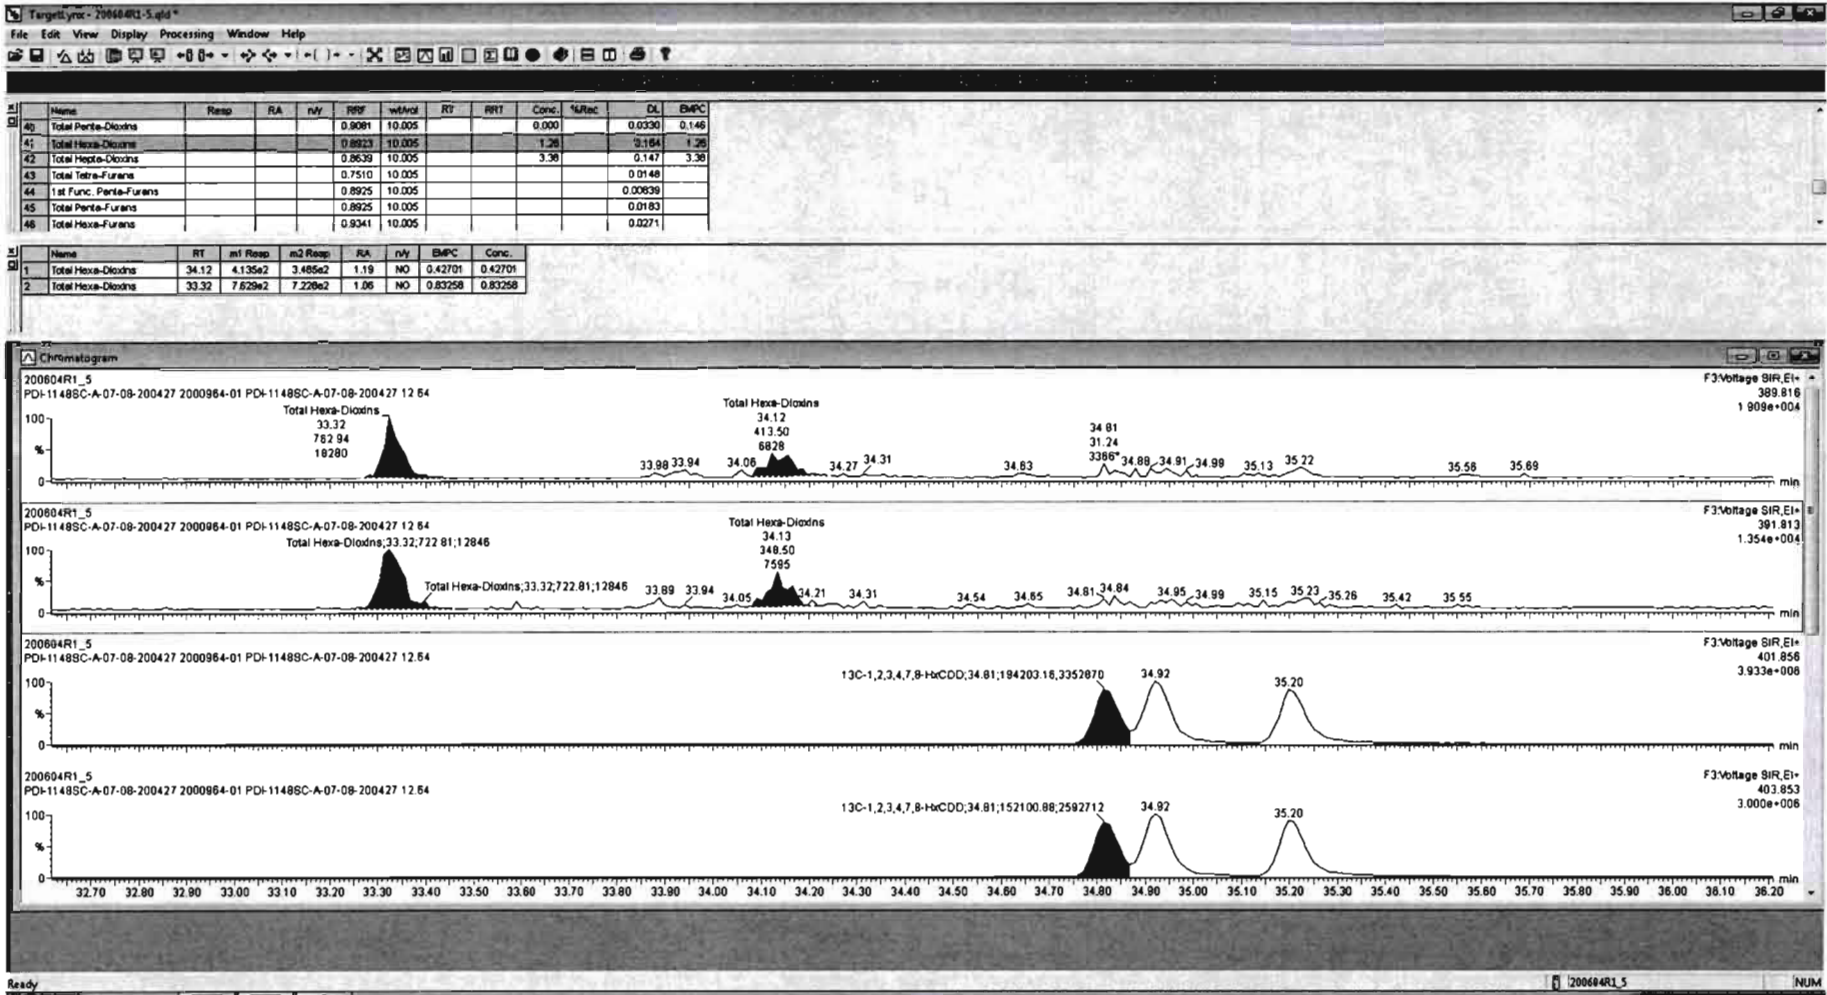 TargetLynx - 200604R1-5.qld *
File Edit View Display Processing Window Help
Name Resp RA n/y RRF wt/vol RT RRT Conc. %Rec DL EMPC
40 Total Penta-Dioxins 0.9081 10.005 0.000 0.0330 0.146
41 Total Hexa-Dioxins 0.8923 10.005 1.26 0.164 1.26
42 Total Hepta-Dioxins 0.8639 10.005 3.38 0.147 3.38
43 Total Tetra-Furans 0.7510 10.005 0.0148
44 1st Func. Penta-Furans 0.8925 10.005 0.00839
45 Total Penta-Furans 0.8925 10.005 0.0183
46 Total Hexa-Furans 0.9341 10.005 0.0271
Name RT m1 Resp m2 Resp RA n/y EMPC Conc.
1 Total Hexa-Dioxins 34.12 4.135e2 3.485e2 1.19 NO 0.42701 0.42701
2 Total Hexa-Dioxins 33.32 7.629e2 7.228e2 1.06 NO 0.83258 0.83258
Chromatogram
200604R1_5
PDI-1148SC-A-07-08-200427 2000964-01 PDI-1148SC-A-07-08-200427 12.64
F3:Voltage SIR,EI+
389.816
1.909e+004
Total Hexa-Dioxins
33.32
762.94
18280
Total Hexa-Dioxins
34.12
413.50
6828
34.81
31.24
3366*
33.98 33.94 34.06 34.27 34.31 34.63 34.88 34.91 34.99 35.13 35.22 35.56 35.69
100
%
0
min
200604R1_5
PDI-1148SC-A-07-08-200427 2000964-01 PDI-1148SC-A-07-08-200427 12.64
F3:Voltage SIR,EI+
391.813
1.354e+004
Total Hexa-Dioxins;33.32;722.81;12846
Total Hexa-Dioxins;33.32;722.81;12846
Total Hexa-Dioxins
34.13
348.50
7595
33.89 33.94 34.05 34.21 34.31 34.54 34.65 34.81 34.84 34.95 34.99 35.15 35.23 35.26 35.42 35.55
100
%
0
min
200604R1_5
PDI-1148SC-A-07-08-200427 2000964-01 PDI-1148SC-A-07-08-200427 12.64
F3:Voltage SIR,EI+
401.856
3.933e+006
13C-1,2,3,4,7,8-HxCDD;34.81;194203.16;3352870 34.92 35.20
100
%
0
min
200604R1_5
PDI-1148SC-A-07-08-200427 2000964-01 PDI-1148SC-A-07-08-200427 12.64
F3:Voltage SIR,EI+
403.853
3.000e+006
13C-1,2,3,4,7,8-HxCDD;34.81;152100.88;2592712 34.92 35.20
100
%
0
min
32.70 32.80 32.90 33.00 33.10 33.20 33.30 33.40 33.50 33.60 33.70 33.80 33.90 34.00 34.10 34.20 34.30 34.40 34.50 34.60 34.70 34.80 34.90 35.00 35.10 35.20 35.30 35.40 35.50 35.60 35.70 35.80 35.90 36.00 36.10 36.20
Ready 200604R1_5 NUM